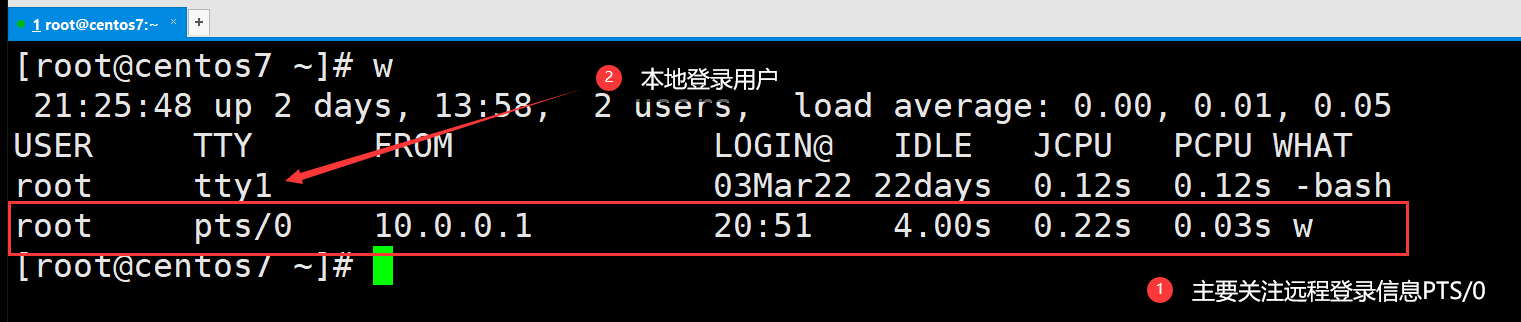 1 root@centos7:~ × +
[root@centos7 ~]# w
2 本地登录用户
21:25:48 up 2 days, 13:58,  2 users,  load average: 0.00, 0.01, 0.05
USER     TTY      FROM             LOGIN@   IDLE   JCPU   PCPU WHAT
root     tty1                      03Mar22 22days  0.12s  0.12s -bash
root     pts/0    10.0.0.1         20:51    4.00s  0.22s  0.03s w
[root@centos7 ~]#
1 主要关注远程登录信息PTS/0